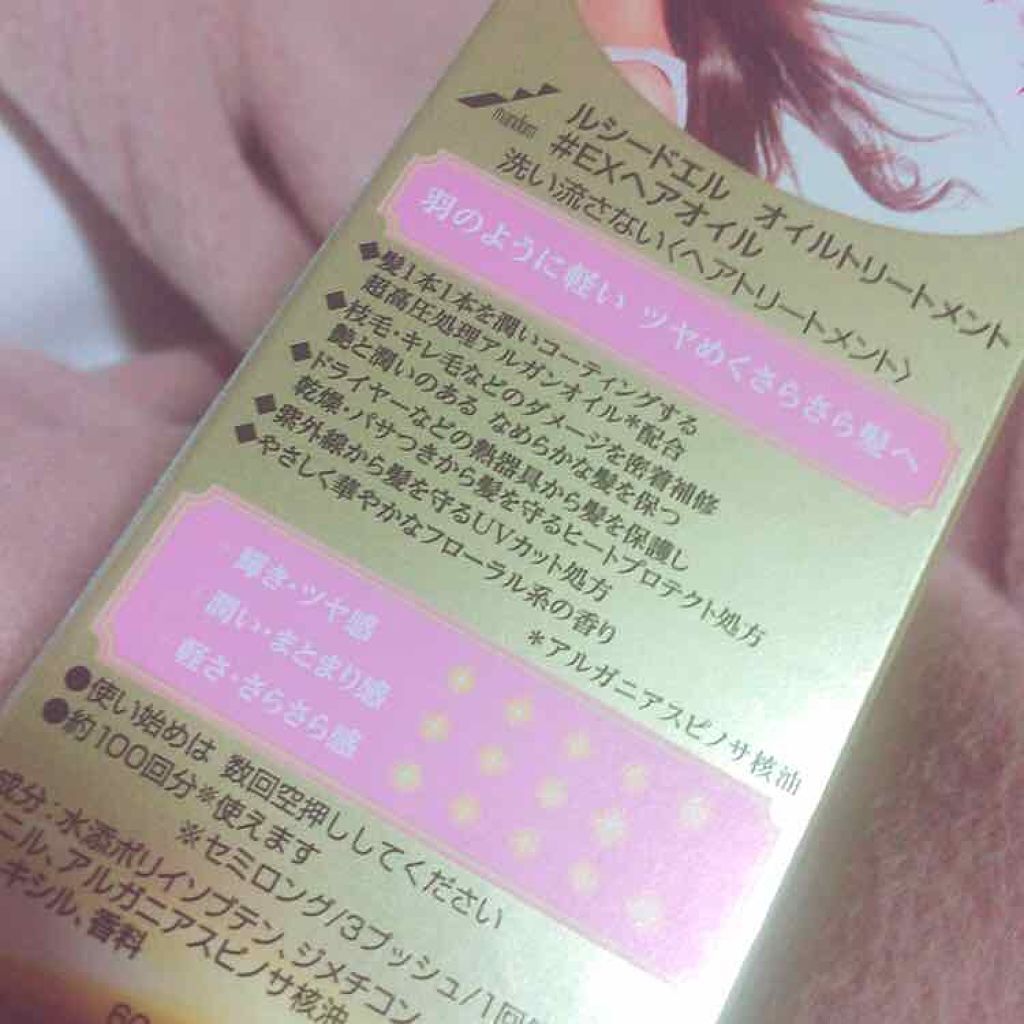 mandom
ルシードエル オイルトリートメント
#EXヘアオイル
洗い流さない〈ヘアトリートメント〉
羽のように軽い ツヤめくさらさら髪へ
■髪1本1本を潤いコーティングする
超高圧処理アルガンオイル*配合
■枝毛・キレ毛などのダメージを密着補修
艶と潤いのある なめらかな髪を保つ
■ドライヤーなどの熱器具から髪を保護し
乾燥・パサつきから髪を守るヒートプロテクト処方
■紫外線から髪を守るUVカット処方
■やさしく華やかなフローラル系の香り
*アルガニアスピノサ核油
輝き・ツヤ感
潤い・まとまり感
軽さ・さらさら感
●使い始めは 数回空押ししてください
●約100回分※使えます
※セミロング/3プッシュ/1回
成分:水添ポリイソブテン、ジメチコン
ニル、アルガニアスピノサ核油
キシル、香料
60